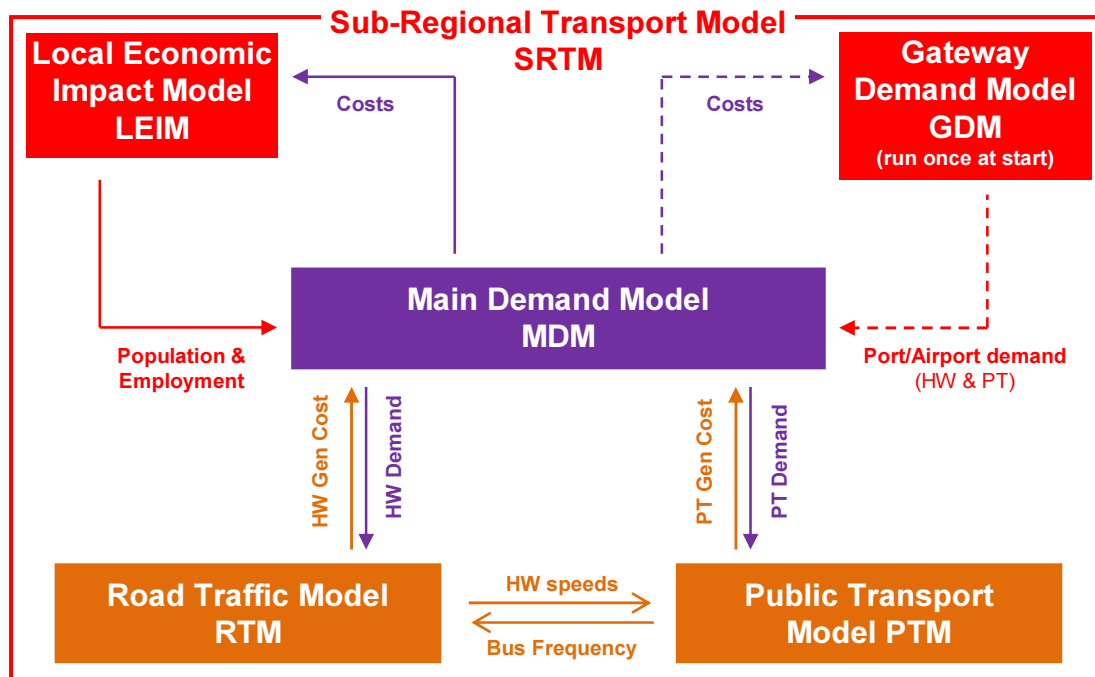 Sub-Regional Transport Model
SRTM
Local Economic
Impact Model
LEIM
Costs
Costs
Gateway
Demand Model
GDM
(run once at start)
Main Demand Model
MDM
Population &
Employment
Port/Airport demand
(HW & PT)
HW Gen Cost
HW Demand
PT Gen Cost
PT Demand
Road Traffic Model
RTM
HW speeds
Bus Frequency
Public Transport
Model PTM